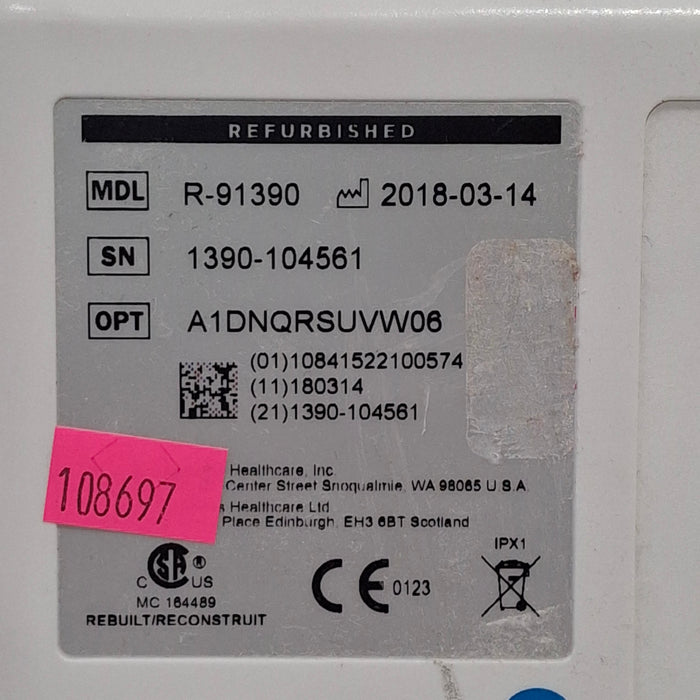 REFURBISHED
MDL R-91390 2018-03-14
SN 1390-104561
OPT A1DNQRSUVW06
(01)10841522100574
(11)180314
(21)1390-104561
108697
Healthcare, Inc.
Center Street Snoqualmie, WA 98065 U.S.A.
s Healthcare Ltd.
Place Edinburgh, EH3 6BT Scotland
C SA ® US
MC 164489
REBUILT/RECONSTRUIT
CE 0123
IPX1